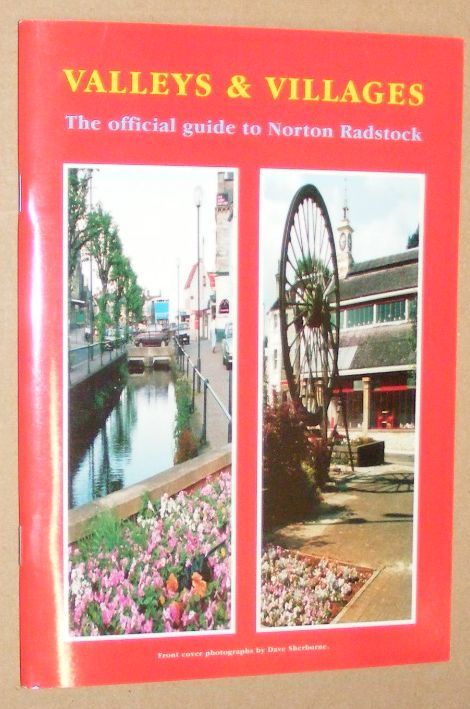 VALLEYS & VILLAGES
The official guide to Norton Radstock
Front cover photographs by Dave Sherborne.